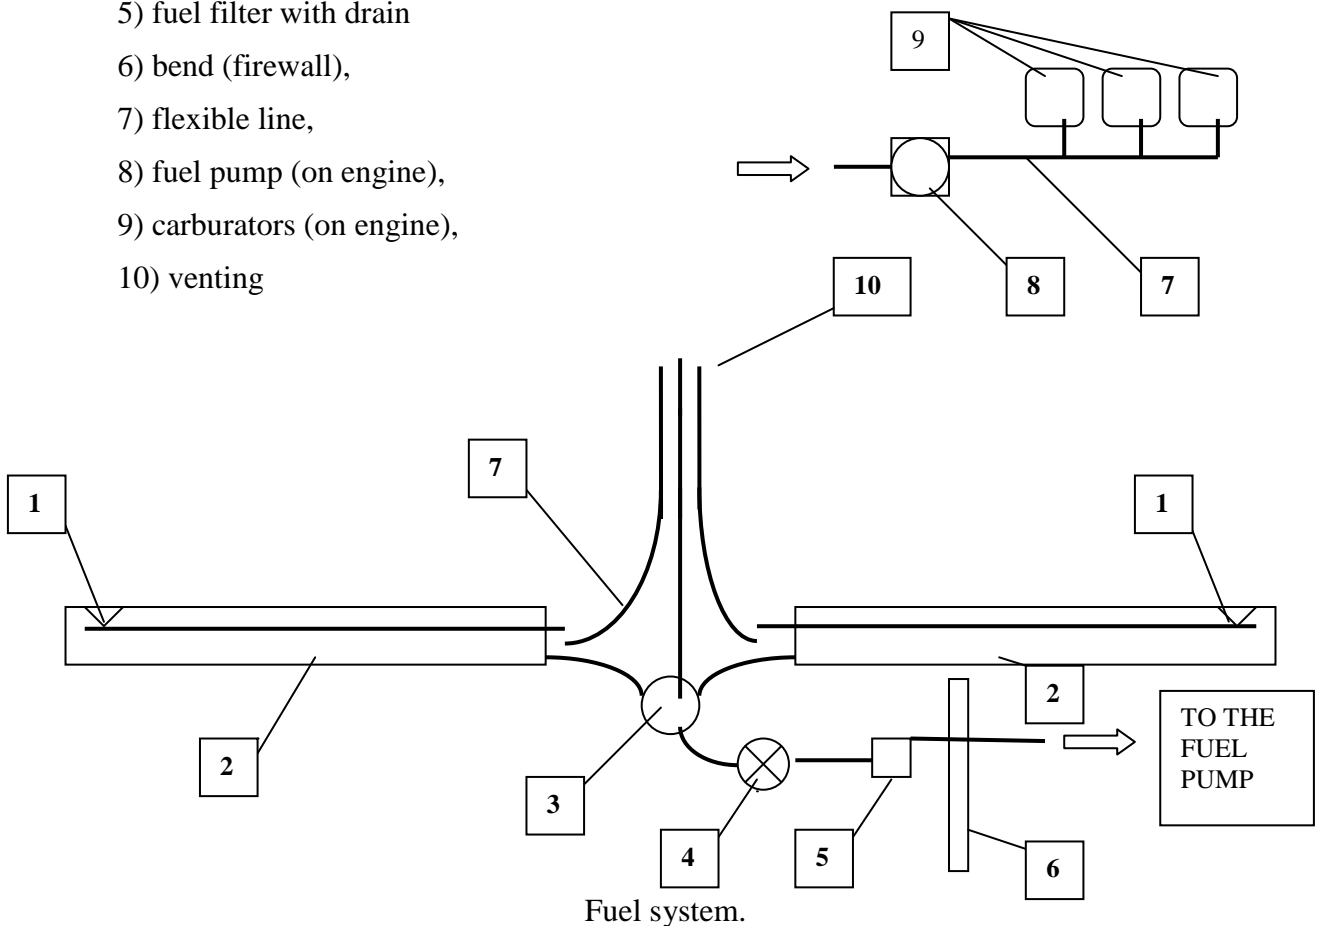 5) fuel filter with drain
6) bend (firewall),
7) flexible line,
8) fuel pump (on engine),
9) carburators (on engine),
10) venting
9
10
8
7
7
1
1
2
2
3
4
5
6
TO THE
FUEL
PUMP
Fuel system.